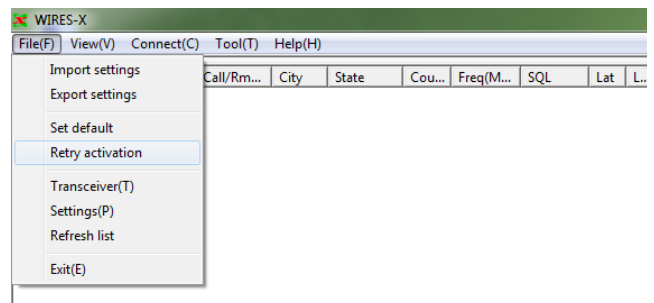 WIRES-X
File(F) View(V) Connect(C) Tool(T) Help(H)
Call/Rm... City State Cou... Freq(M... SQL Lat L...
Import settings
Export settings
Set default
Retry activation
Transceiver(T)
Settings(P)
Refresh list
Exit(E)